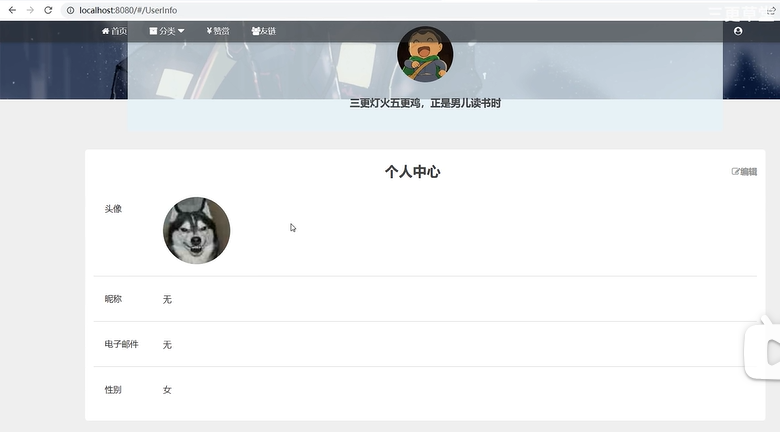 localhost:8080/#/UserInfo
首页 分类 ¥赞赏 友链
三更灯火五更鸡，正是男儿读书时
个人中心
编辑
头像
昵称 无
电子邮件 无
性别 女